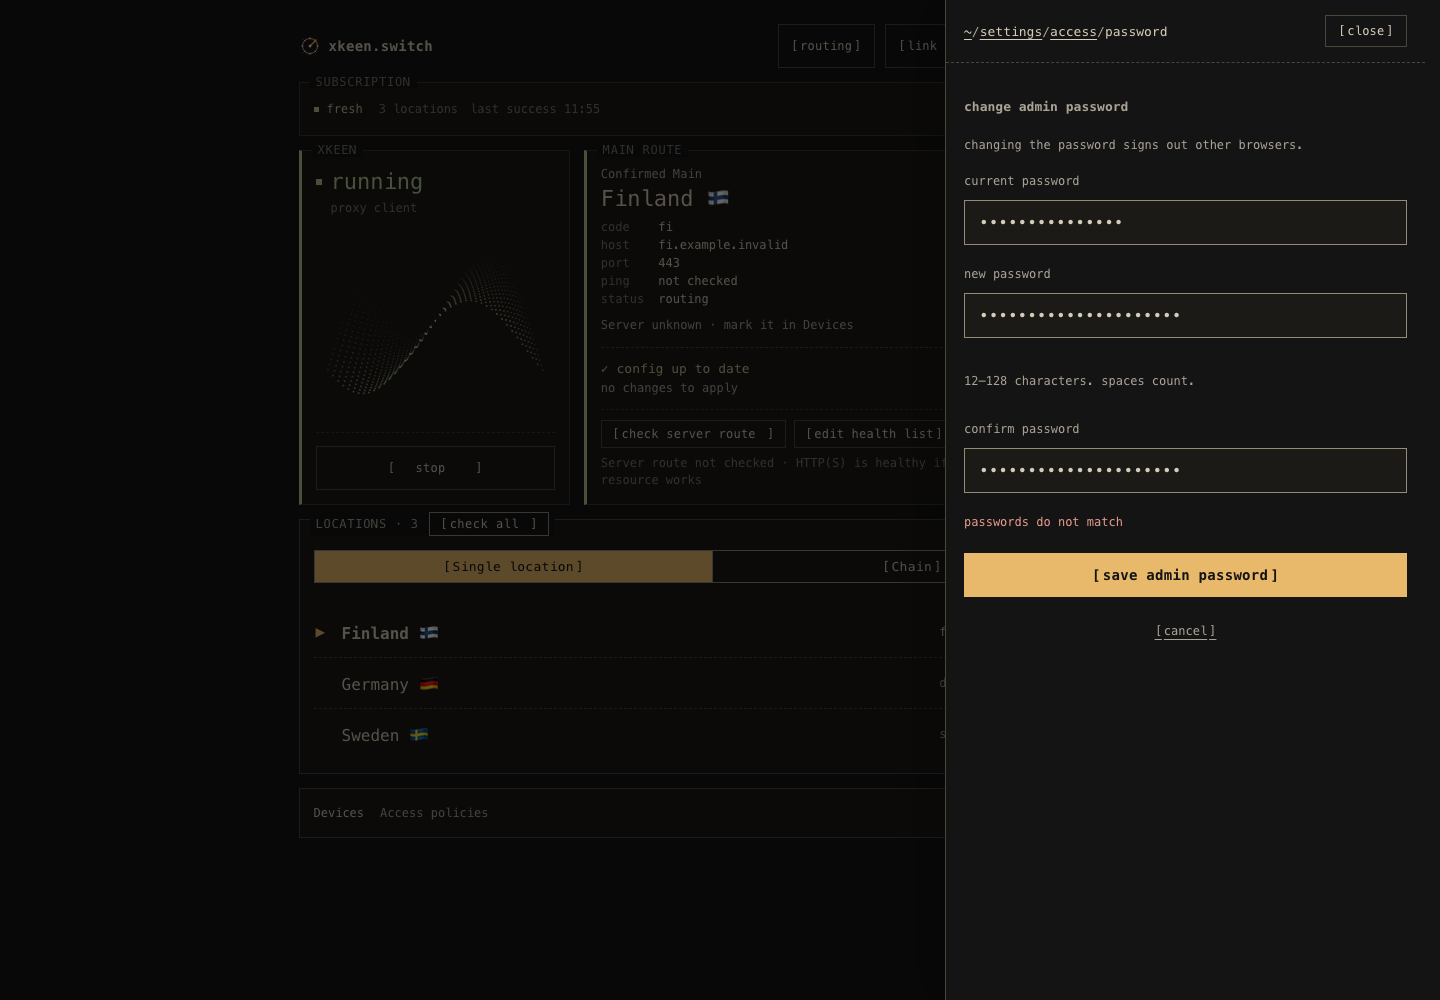 xkeen.switch
[routing]
[link
SUBSCRIPTION
fresh 3 locations last success 11:55
XKEEN
running
proxy client
[ stop ]
MAIN ROUTE
Confirmed Main
Finland
code fi
host fi.example.invalid
port 443
ping not checked
status routing
Server unknown · mark it in Devices
✓ config up to date
no changes to apply
[check server route ] [edit health list]
Server route not checked · HTTP(S) is healthy if
resource works
LOCATIONS · 3 [check all ]
[Single location] [Chain]
▶ Finland f
Germany d
Sweden s
Devices Access policies
~/settings/access/password
[close]
change admin password
changing the password signs out other browsers.
current password
•••••••••••••••
new password
•••••••••••••••••••••
12–128 characters. spaces count.
confirm password
•••••••••••••••••••••
passwords do not match
[save admin password]
[cancel]